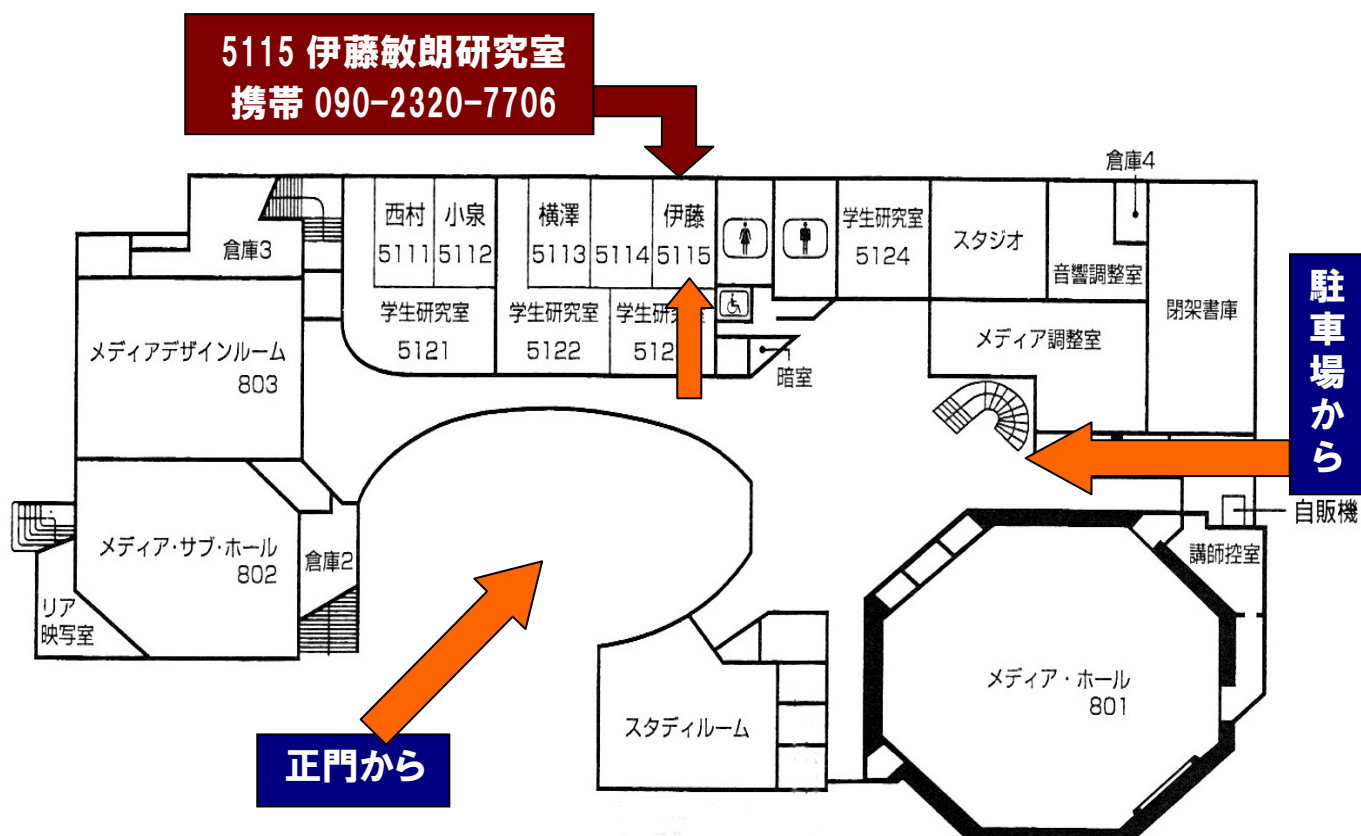 5115 伊藤敏朗研究室
携帯 090-2320-7706
倉庫4
西村
5111
小泉
5112
横澤
5113
5114
伊藤
5115
学生研究室
5124
スタジオ
音響調整室
閉架書庫
倉庫3
学生研究室
5121
学生研究室
5122
学生研
512
暗室
メディア調整室
駐車場から
メディアデザインルーム
803
自販機
講師控室
メディア・サブ・ホール
802
倉庫2
リア
映写室
メディア・ホール
801
スタディルーム
正門から